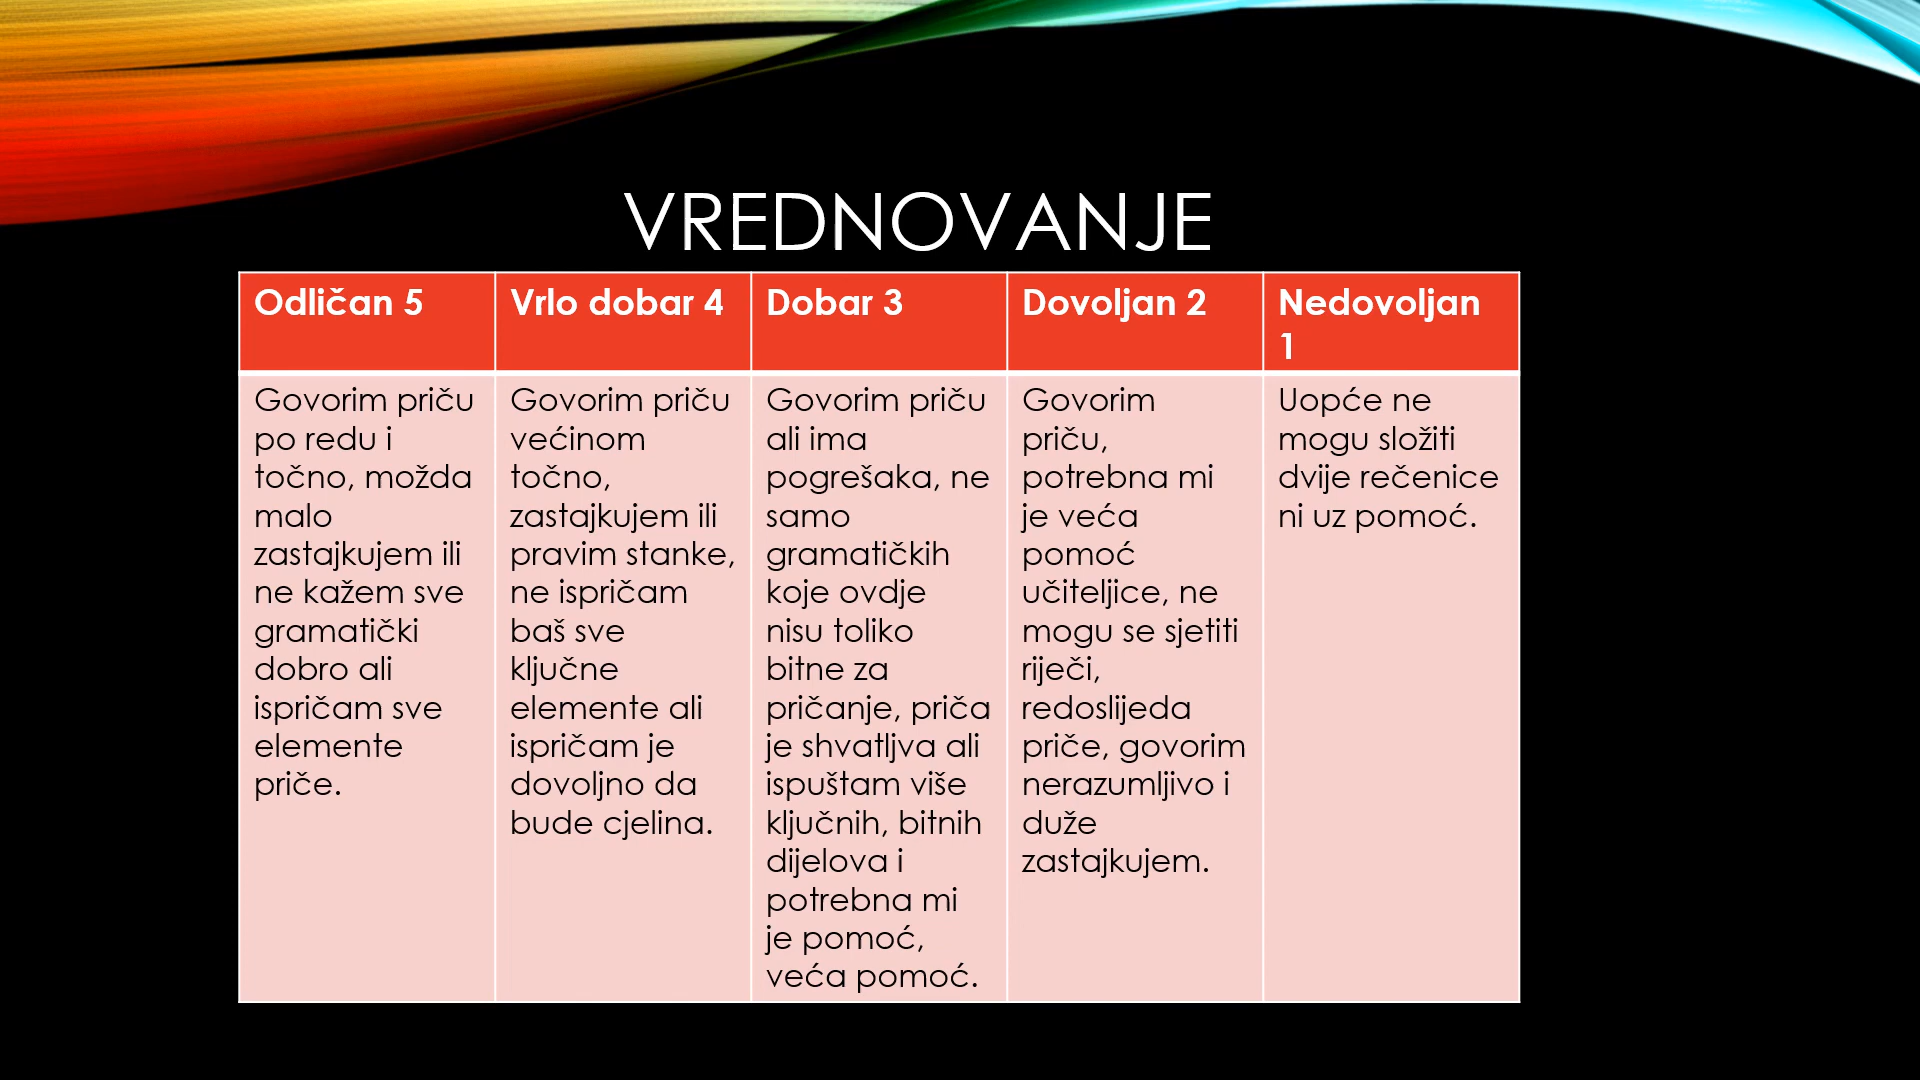 VREDNOVANJE
Odličan 5
Vrlo dobar 4
Dobar 3
Dovoljan 2
Nedovoljan
1
Govorim priču
po redu i
točno, možda
malo
zastajkujem ili
ne kažem sve
gramatički
dobro ali
ispričam sve
elemente
priče.
Govorim priču
većinom
točno,
zastajkujem ili
pravim stanke,
ne ispričam
baš sve
ključne
elemente ali
ispričam je
dovoljno da
bude cjelina.
Govorim priču
ali ima
pogrešaka, ne
samo
gramatičkih
koje ovdje
nisu toliko
bitne za
pričanje, priča
je shvatljva ali
ispuštam više
ključnih, bitnih
dijelova i
potrebna mi
je pomoć,
veća pomoć.
Govorim
priču,
potrebna mi
je veća
pomoć
učiteljice, ne
mogu se sjetiti
riječi,
redoslijeda
priče, govorim
nerazumljivo i
duže
zastajkujem.
Uopće ne
mogu složiti
dvije rečenice
ni uz pomoć.